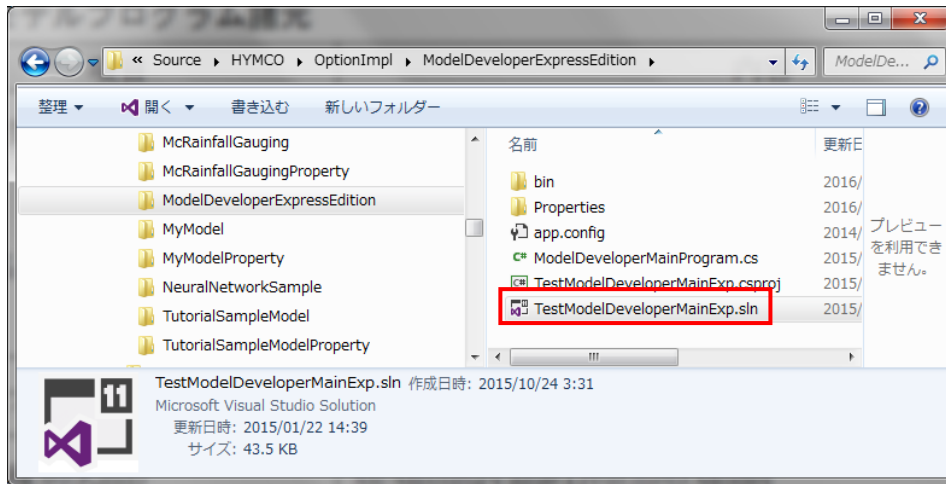 « Source ▸ HYMCO ▸ OptionImpl ▸ ModelDeveloperExpressEdition ▸
ModelDe...
整理 ▼ 開く ▼ 書き込む 新しいフォルダー
McRainfallGauging
McRainfallGaugingProperty
ModelDeveloperExpressEdition
MyModel
MyModelProperty
NeuralNetworkSample
TutorialSampleModel
TutorialSampleModelProperty
名前 更新日
bin 2016/
Properties 2016/
app.config 2014/
ModelDeveloperMainProgram.cs 2015/
TestModelDeveloperMainExp.csproj 2015/
TestModelDeveloperMainExp.sln 2015/
プレビュー
を利用でき
ません。
TestModelDeveloperMainExp.sln 作成日時: 2015/10/24 3:31
Microsoft Visual Studio Solution
更新日時: 2015/01/22 14:39
サイズ: 43.5 KB
11